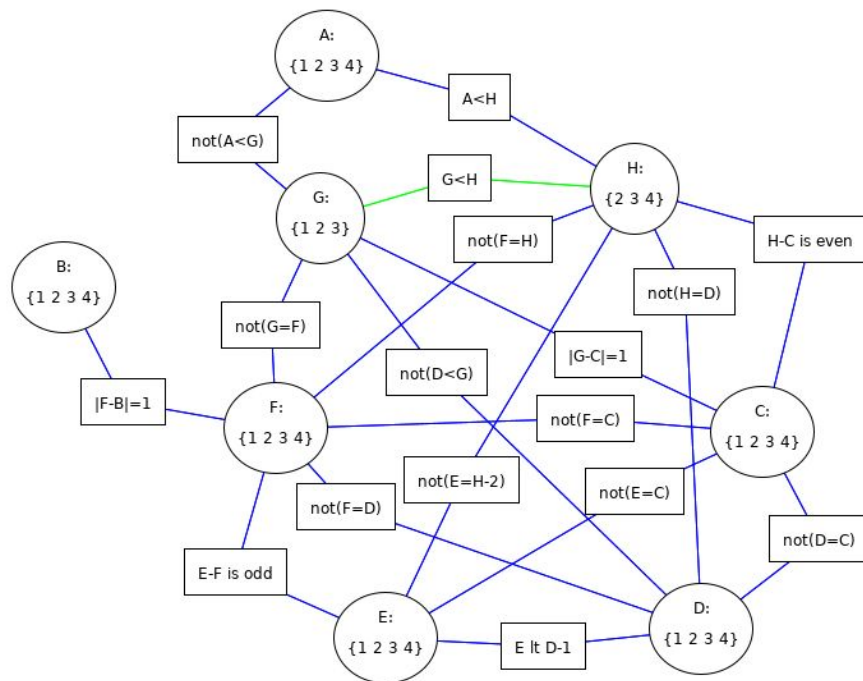 A:
{1 2 3 4}
A<H
not(A<G)
H:
{2 3 4}
G<H
G:
{1 2 3}
not(F=H)
H-C is even
B:
{1 2 3 4}
not(H=D)
not(G=F)
|G-C|=1
not(D<G)
|F-B|=1
F:
{1 2 3 4}
not(F=C)
C:
{1 2 3 4}
not(E=H-2)
not(E=C)
not(F=D)
not(D=C)
E-F is odd
E:
{1 2 3 4}
E lt D-1
D:
{1 2 3 4}